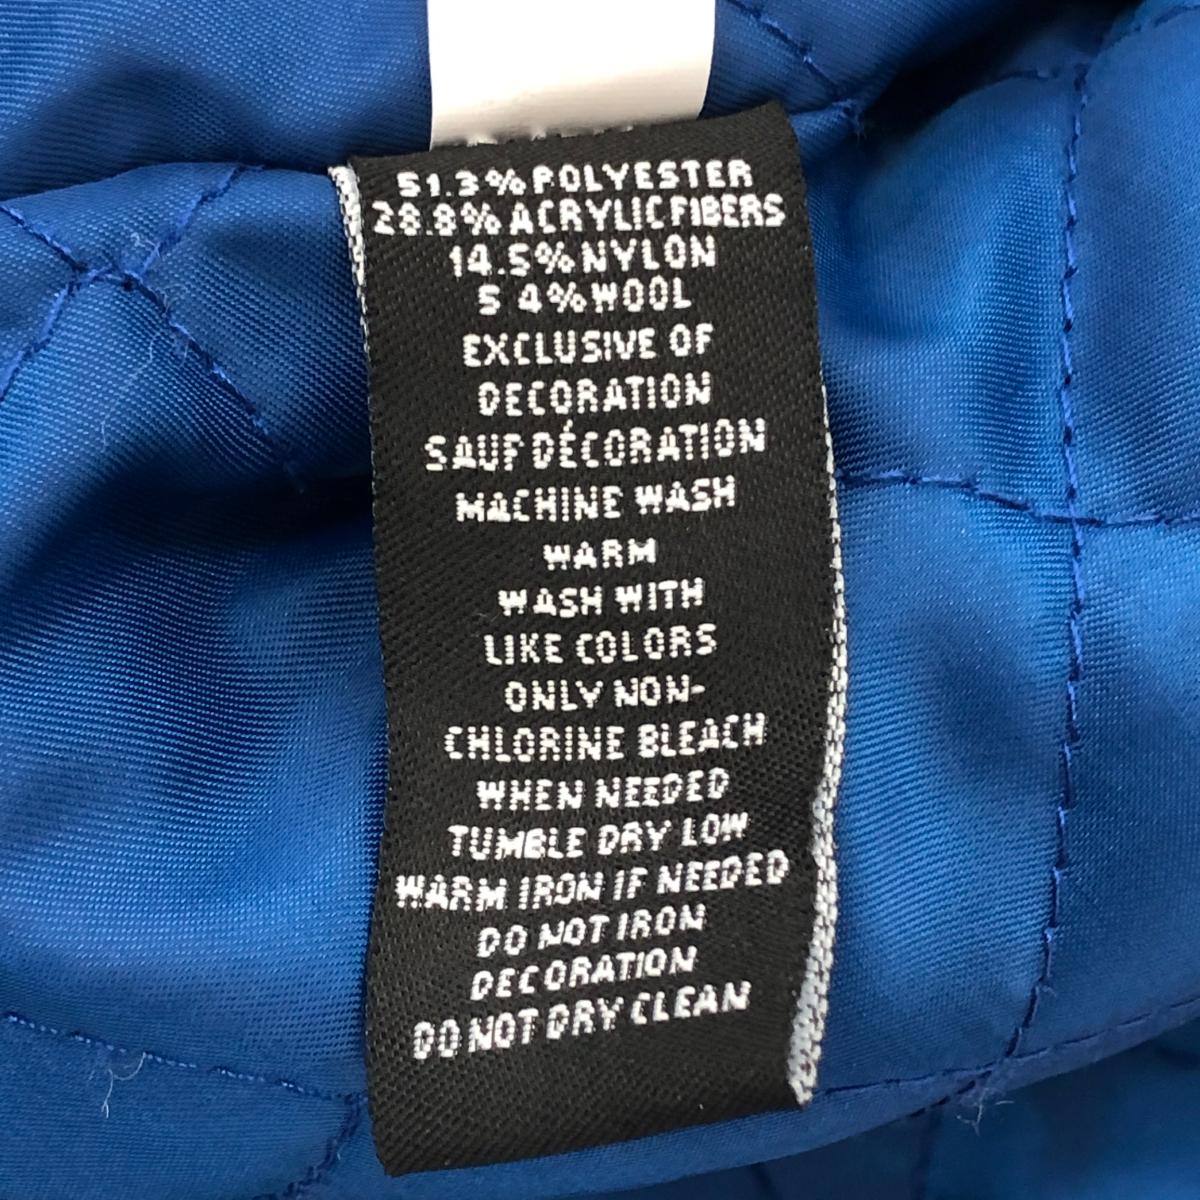 51.3% POLYESTER
28.8% ACRYLIC FIBERS
14.5% NYLON
5.4% WOOL
EXCLUSIVE OF
DECORATION
SAUF DÉCORATION
MACHINE WASH
WARM
WASH WITH
LIKE COLORS
ONLY NON-
CHLORINE BLEACH
WHEN NEEDED
TUMBLE DRY LOW
WARM IRON IF NEEDED
DO NOT IRON
DECORATION
DO NOT DRY CLEAN